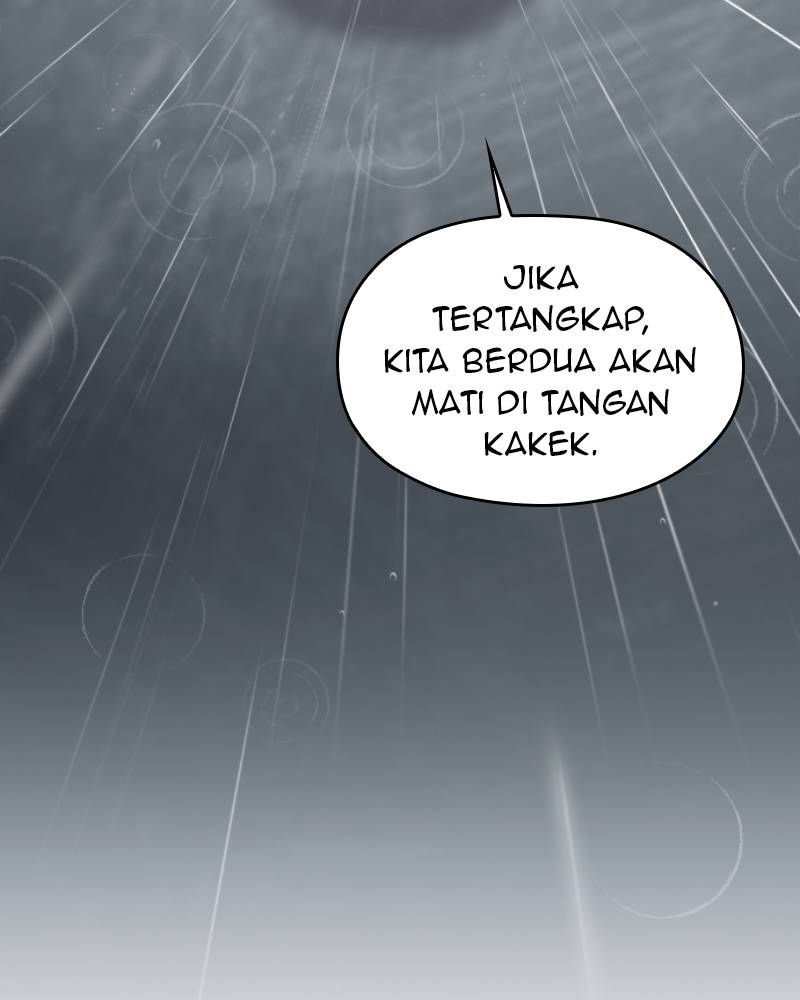 JIKA
TERTANGKAP,
KITA BERDUA AKAN
MATI DI TANGAN
KAKEK.